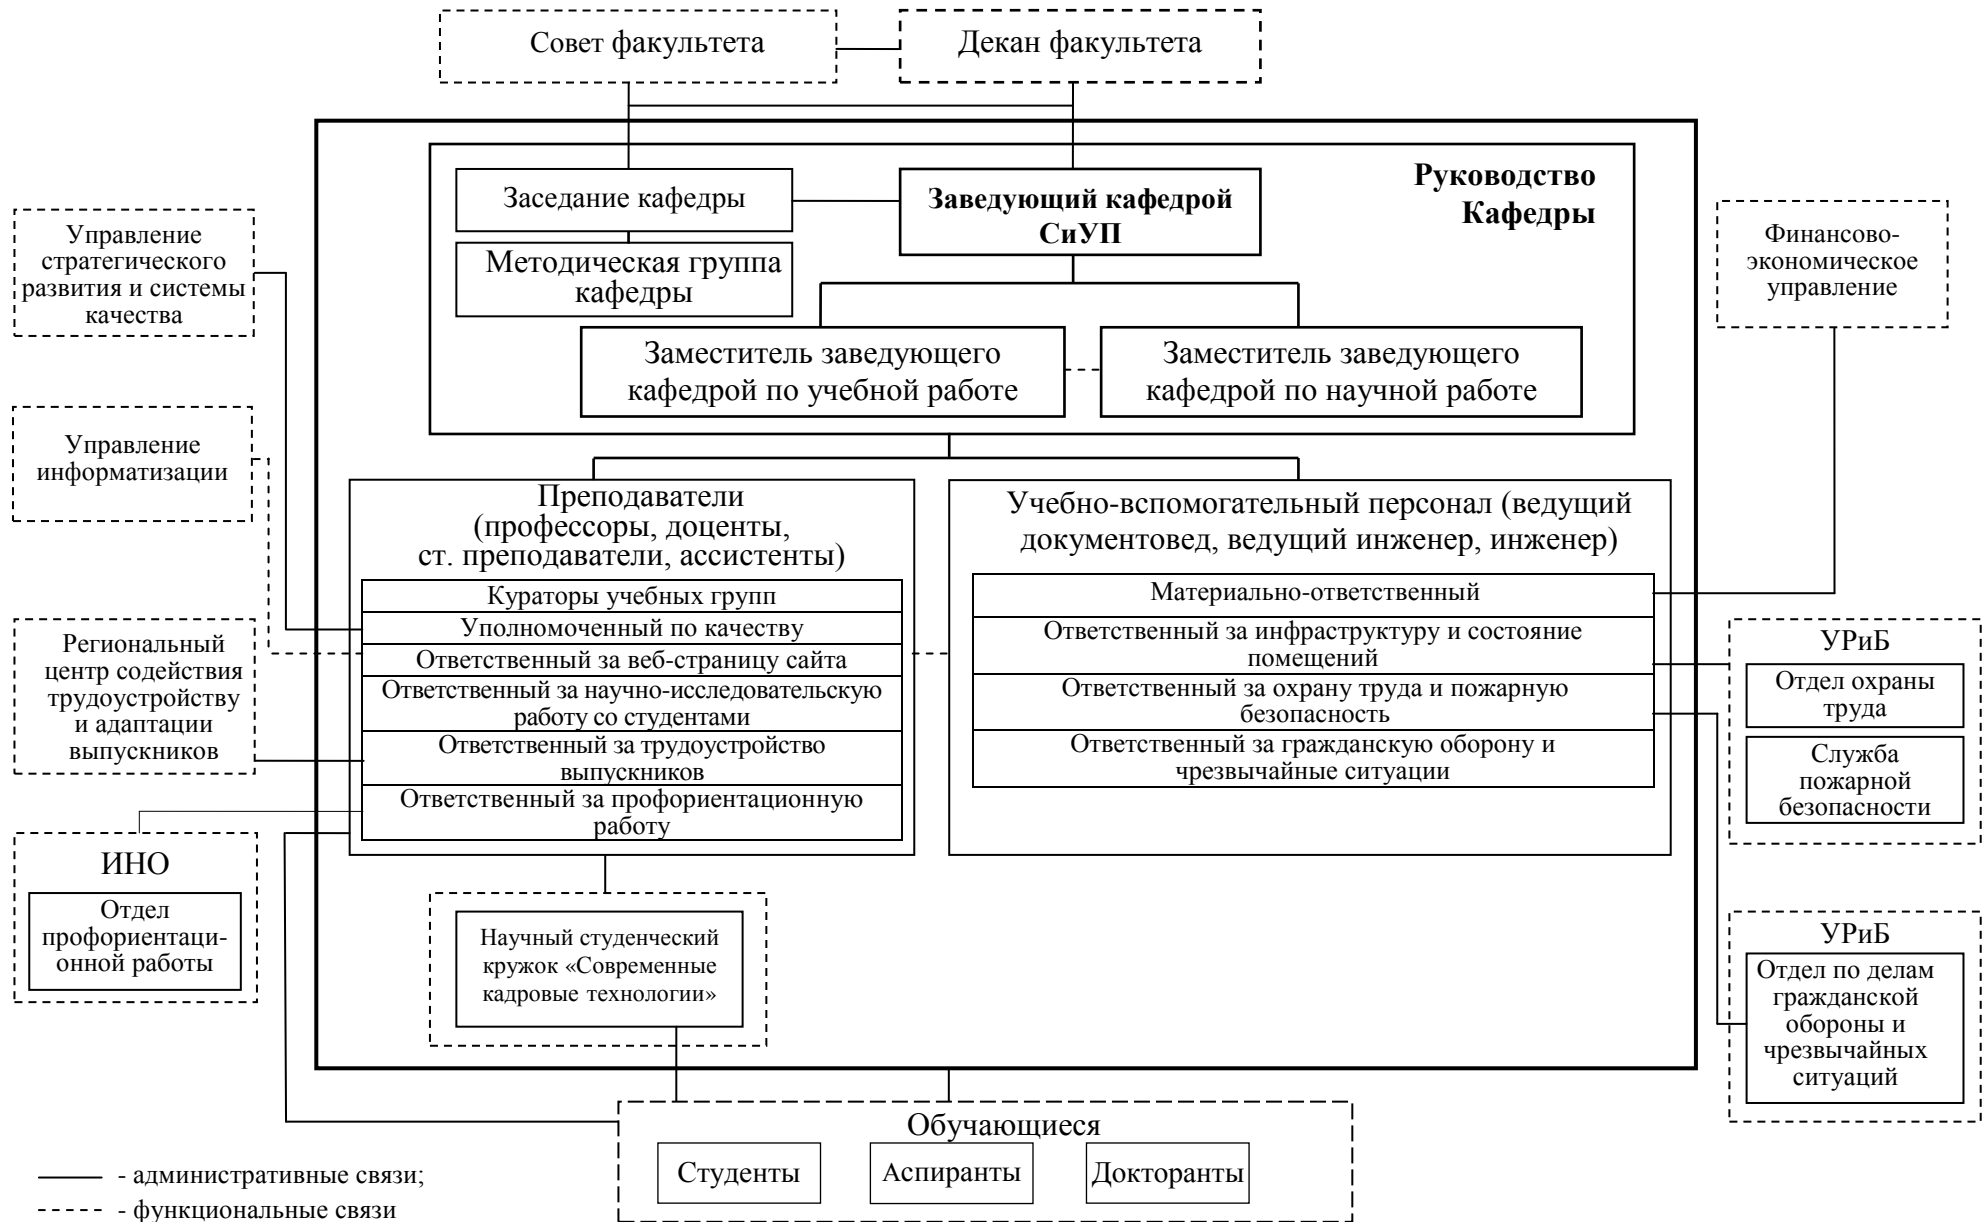 Совет факультета
Декан факультета
Руководство
Кафедры
Заседание кафедры
Заведующий кафедрой
СиУП
Методическая группа
кафедры
Заместитель заведующего
кафедрой по учебной работе
Заместитель заведующего
кафедрой по научной работе
Управление
стратегического
развития и системы
качества
Управление
информатизации
Региональный
центр содействия
трудоустройству
и адаптации
выпускников
ИНО
Отдел
профориентаци-
онной работы
Преподаватели
(профессоры, доценты,
ст. преподаватели, ассистенты)
Кураторы учебных групп
Уполномоченный по качеству
Ответственный за веб-страницу сайта
Ответственный за научно-исследовательскую
работу со студентами
Ответственный за трудоустройство
выпускников
Ответственный за профориентационную
работу
Учебно-вспомогательный персонал (ведущий
документовед, ведущий инженер, инженер)
Материально-ответственный
Ответственный за инфраструктуру и состояние
помещений
Ответственный за охрану труда и пожарную
безопасность
Ответственный за гражданскую оборону и
чрезвычайные ситуации
Финансово-
экономическое
управление
УРиБ
Отдел охраны
труда
Служба
пожарной
безопасности
УРиБ
Отдел по делам
гражданской
обороны и
чрезвычайных
ситуаций
Научный студенческий
кружок «Современные
кадровые технологии»
Обучающиеся
Студенты
Аспиранты
Докторанты
- административные связи;
- функциональные связи